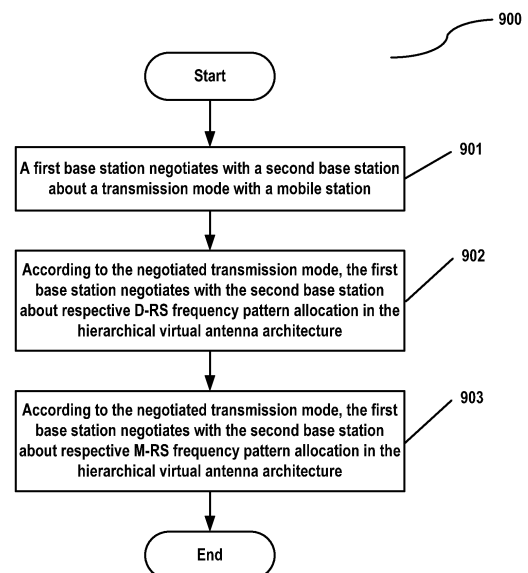 900
Start
A first base station negotiates with a second base station
about a transmission mode with a mobile station
901
According to the negotiated transmission mode, the first
base station negotiates with the second base station
about respective D-RS frequency pattern allocation in the
hierarchical virtual antenna architecture
902
According to the negotiated transmission mode, the first
base station negotiates with the second base station
about respective M-RS frequency pattern allocation in the
hierarchical virtual antenna architecture
903
End